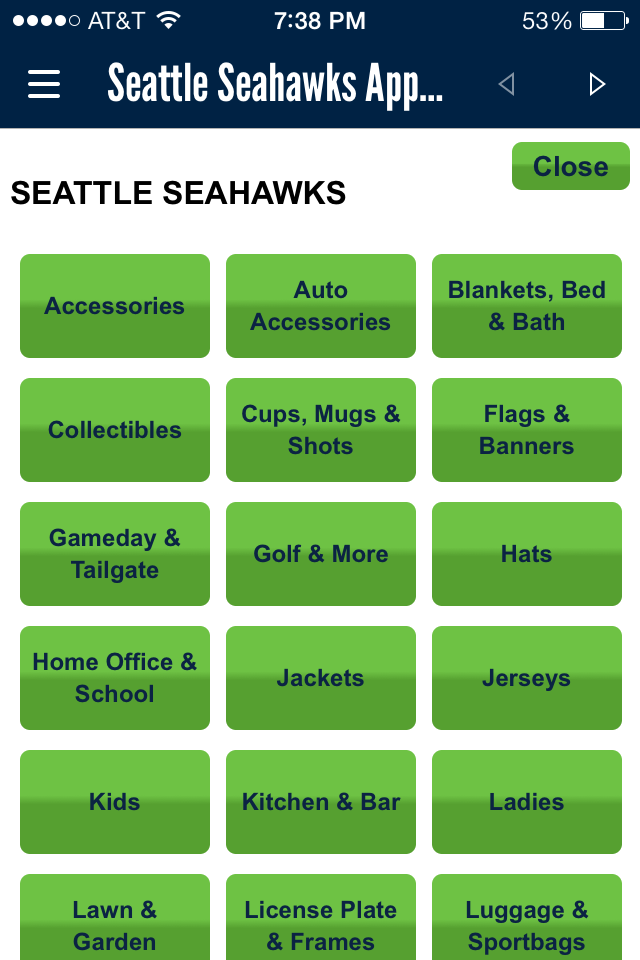 AT&T 7:38 PM 53%
Seattle Seahawks App...
Close
SEATTLE SEAHAWKS
Accessories
Auto
Accessories
Blankets, Bed
& Bath
Collectibles
Cups, Mugs &
Shots
Flags &
Banners
Gameday &
Tailgate
Golf & More
Hats
Home Office &
School
Jackets
Jerseys
Kids
Kitchen & Bar
Ladies
Lawn &
Garden
License Plate
& Frames
Luggage &
Sportbags